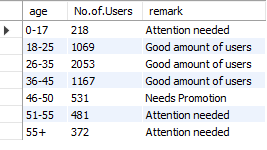 age No.of.Users remark
0-17 218 Attention needed
18-25 1069 Good amount of users
26-35 2053 Good amount of users
36-45 1167 Good amount of users
46-50 531 Needs Promotion
51-55 481 Attention needed
55+ 372 Attention needed